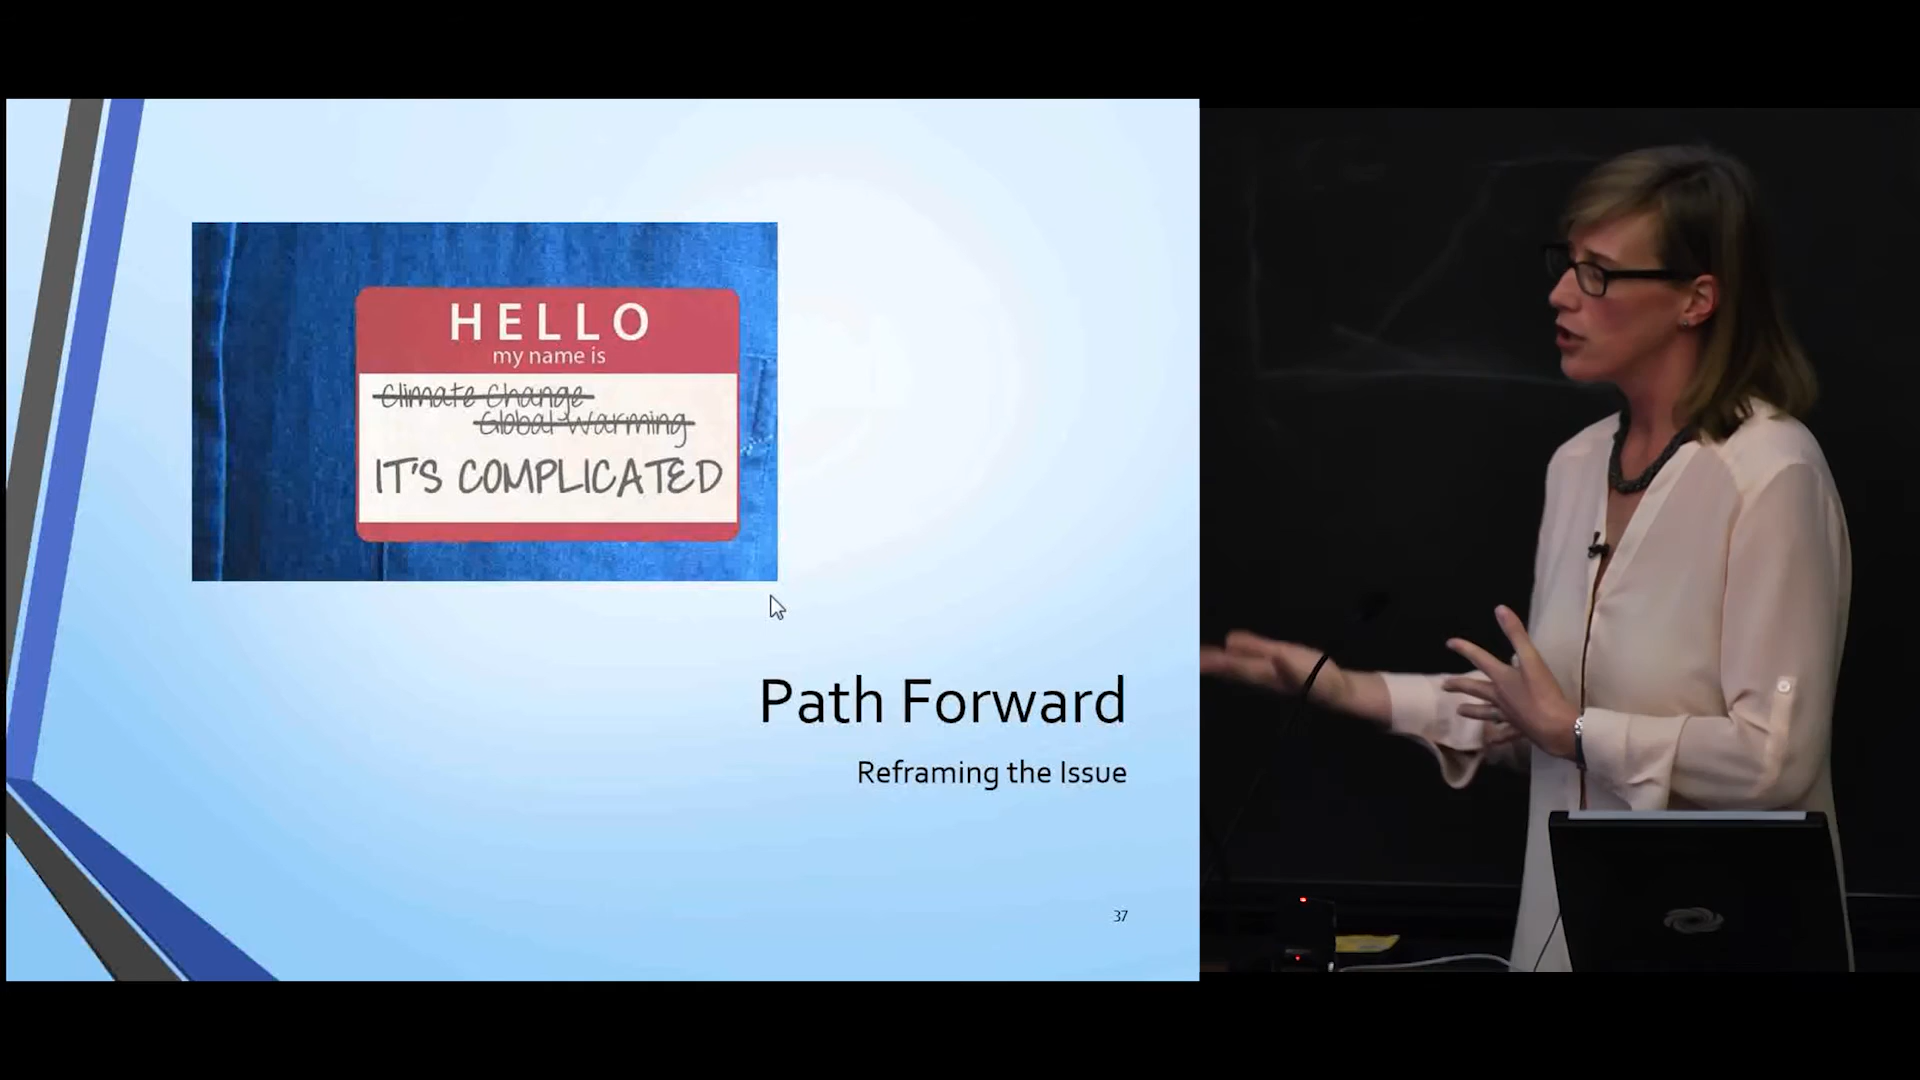 HELLO
my name is
Climate Change
Global Warming
IT'S COMPLICATED
Path Forward
Reframing the Issue
37